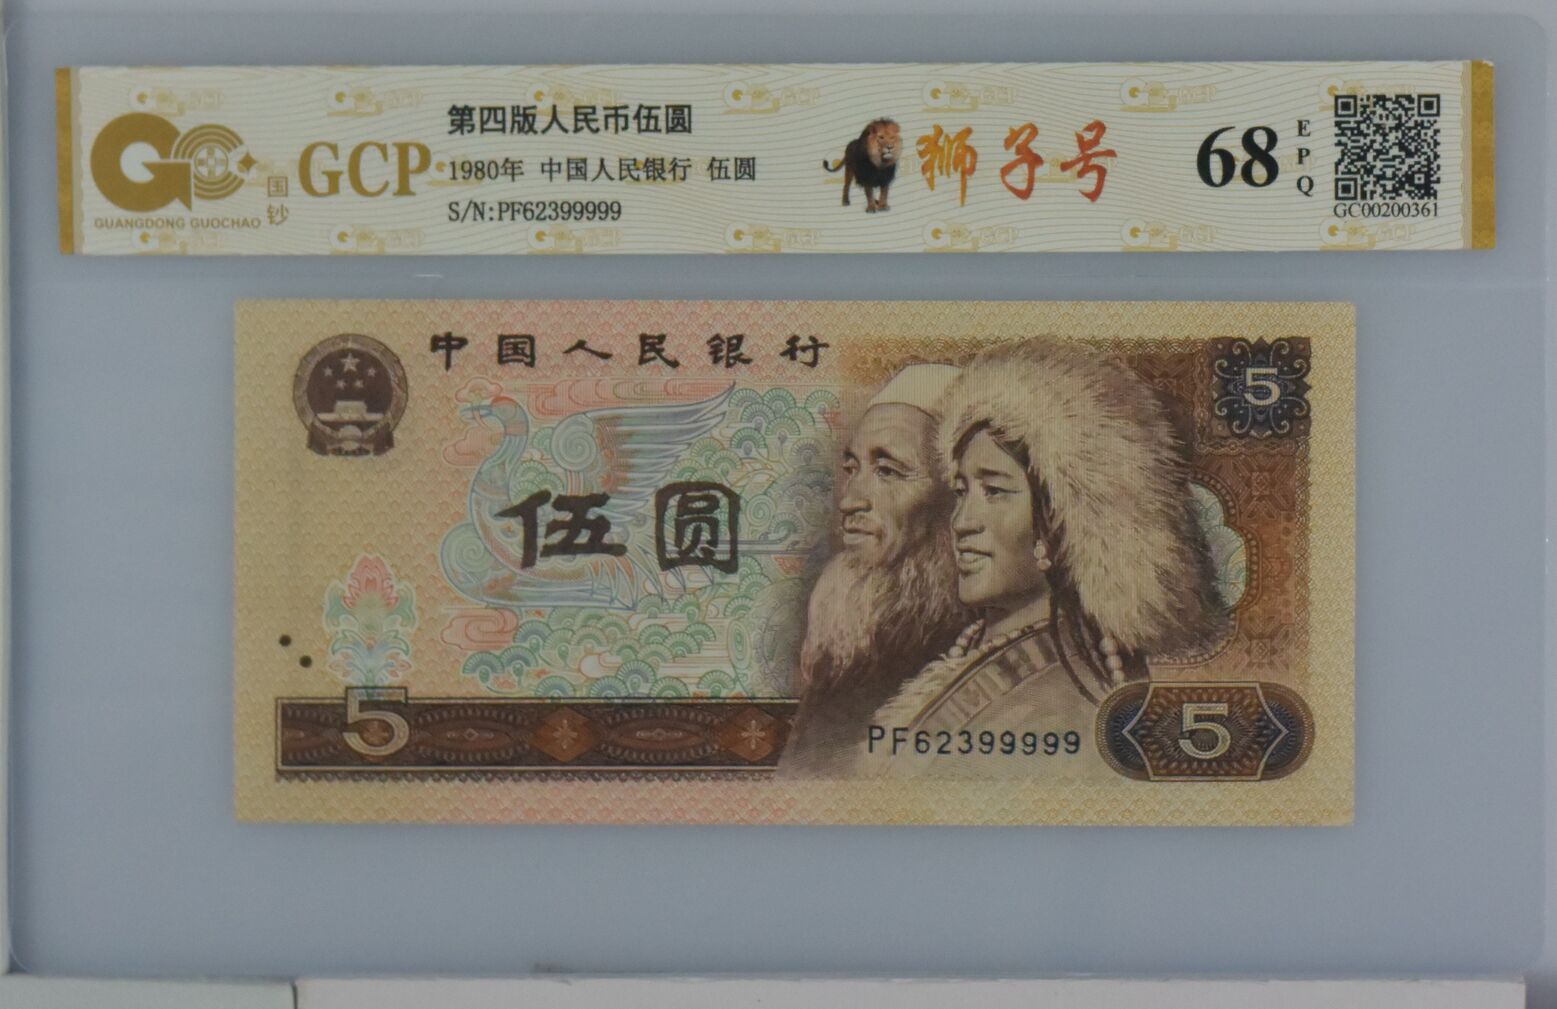 GUANGDONG GUOCHAO
国钞
GCP
第四版人民币伍圆
1980年 中国人民银行 伍圆
S/N:PF62399999
狮子号
68
EPQ
GC00200361
中国人民银行
5
伍圆
5
PF62399999
5